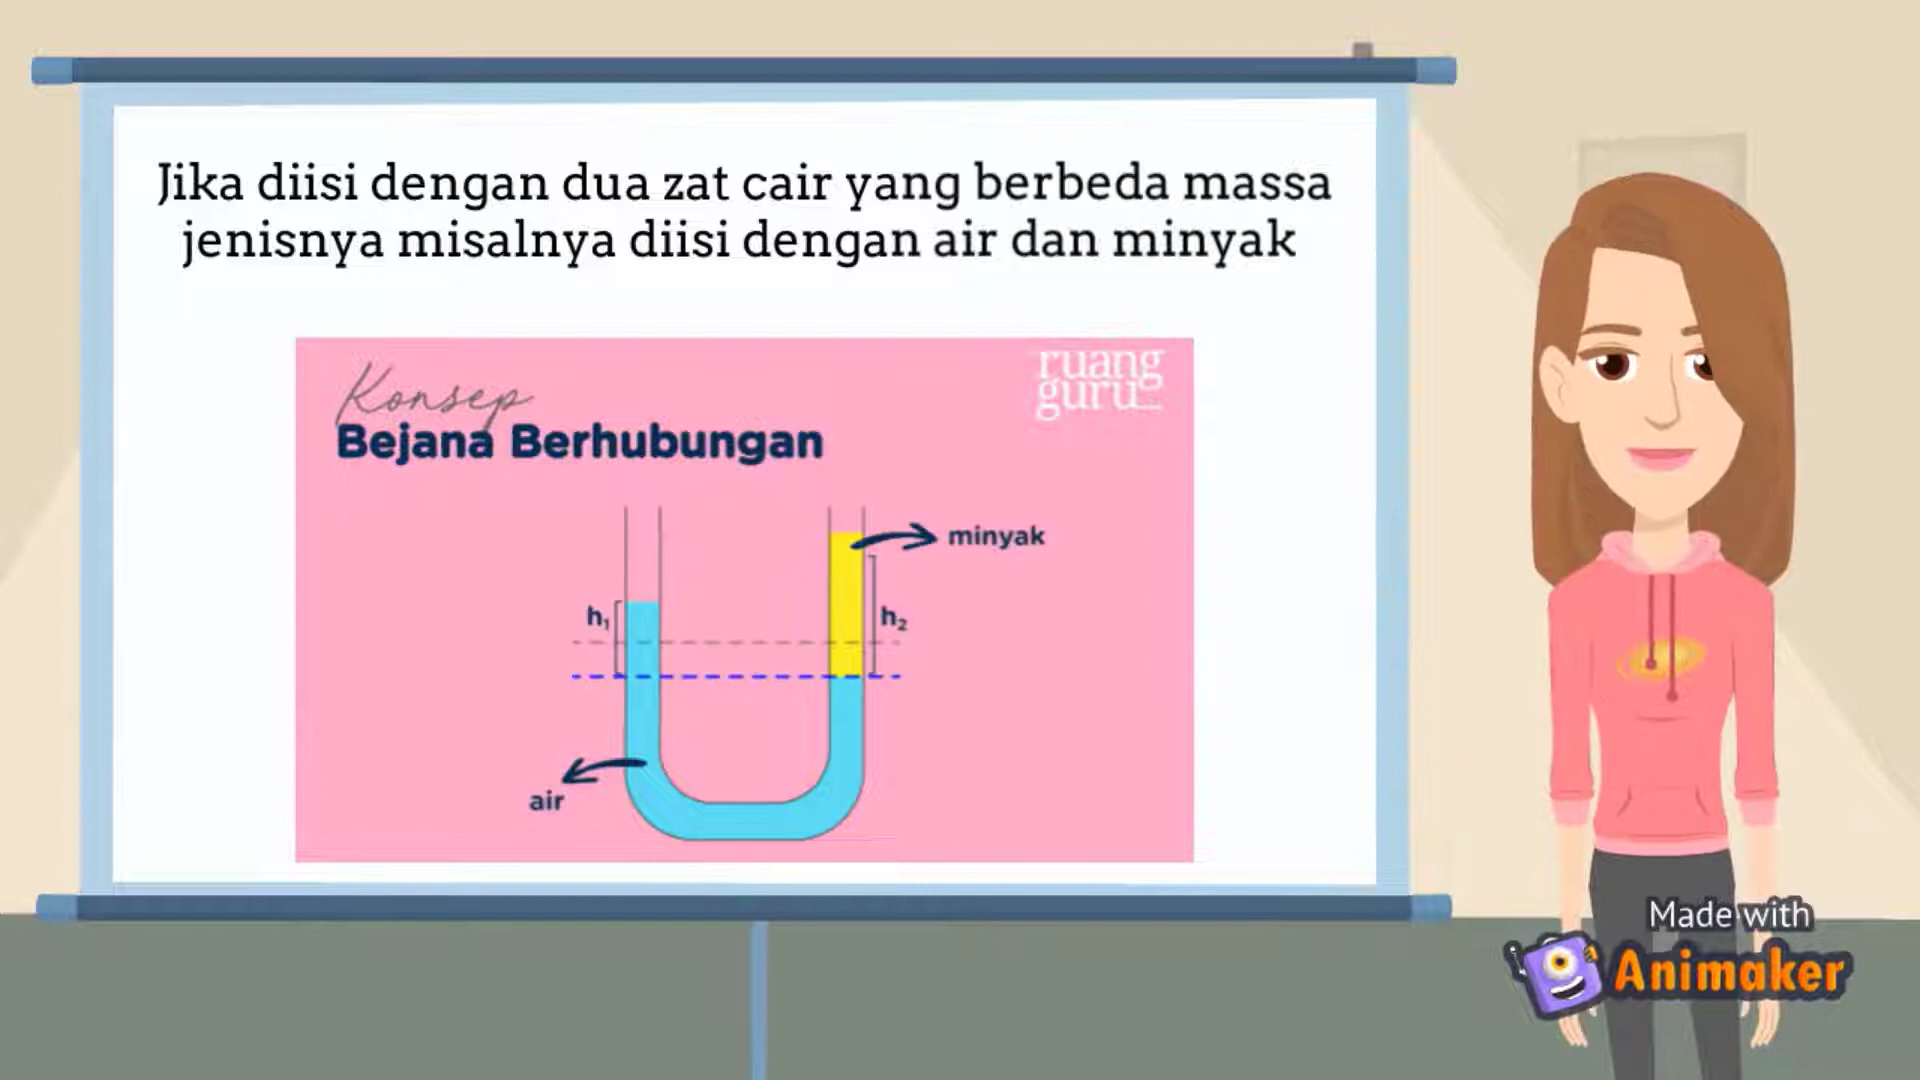 Jika diisi dengan dua zat cair yang berbeda massa
jenisnya misalnya diisi dengan air dan minyak
Konsep
Bejana Berhubungan
ruang
guru
minyak
h₁
h₂
air
Made with
Animaker